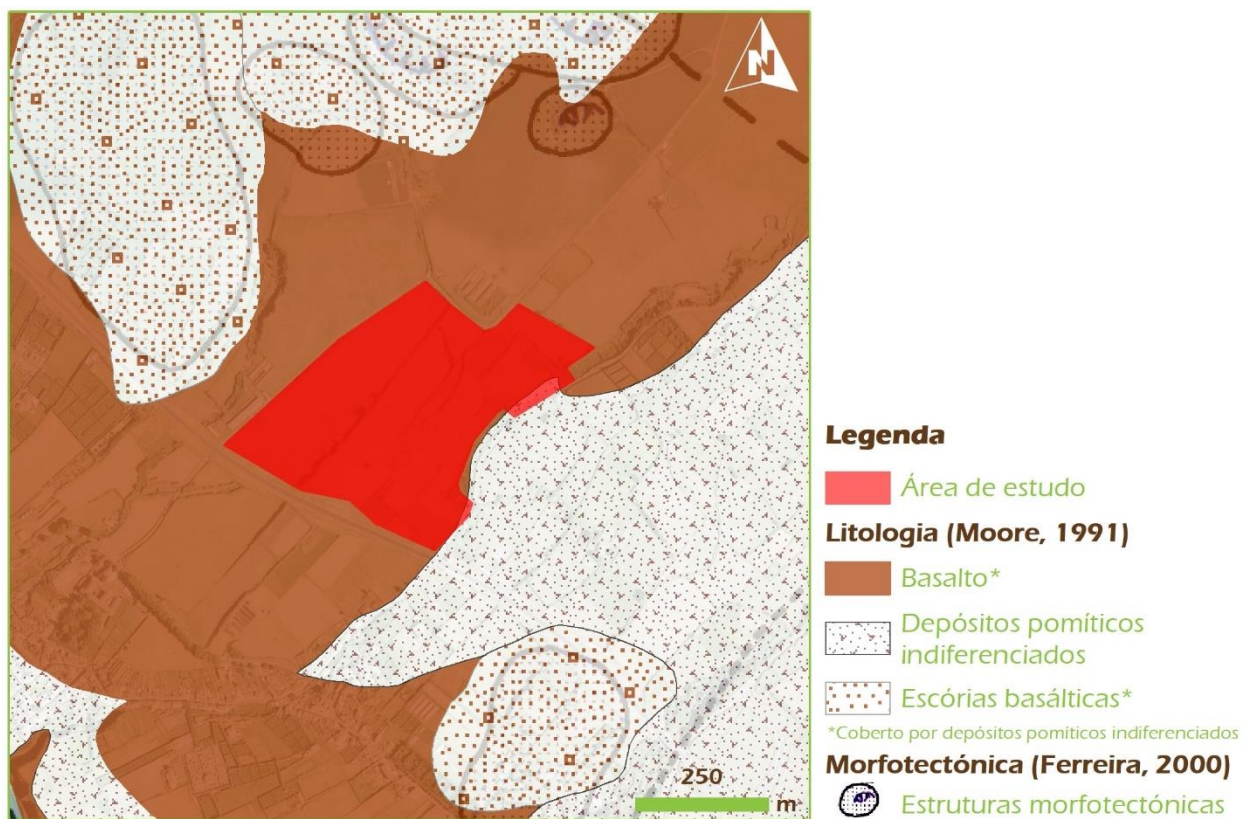 N
250
m
Legenda
Área de estudo
Litologia (Moore, 1991)
Basalto*
Depósitos pomíticos
indiferenciados
Escórias basálticas*
*Coberto por depósitos pomíticos indiferenciados
Morfotectónica (Ferreira, 2000)
Estruturas morfotectónicas